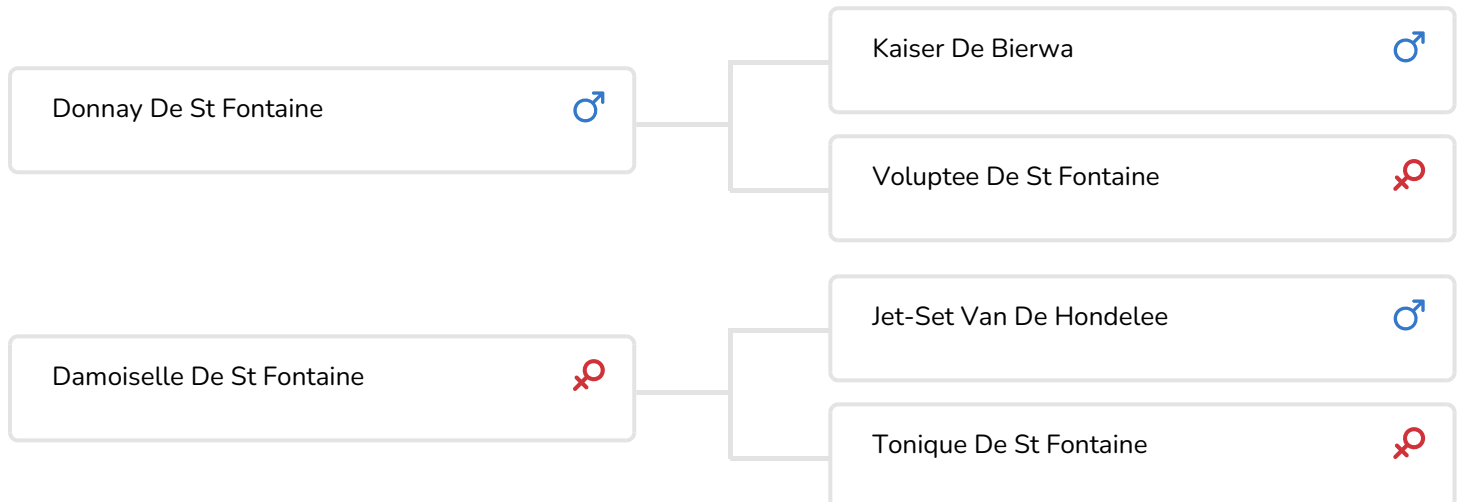 Kaiser De Bierwa
Donnay De St Fontaine
Voluptee De St Fontaine
Jet-Set Van De Hondelee
Damoiselle De St Fontaine
Tonique De St Fontaine